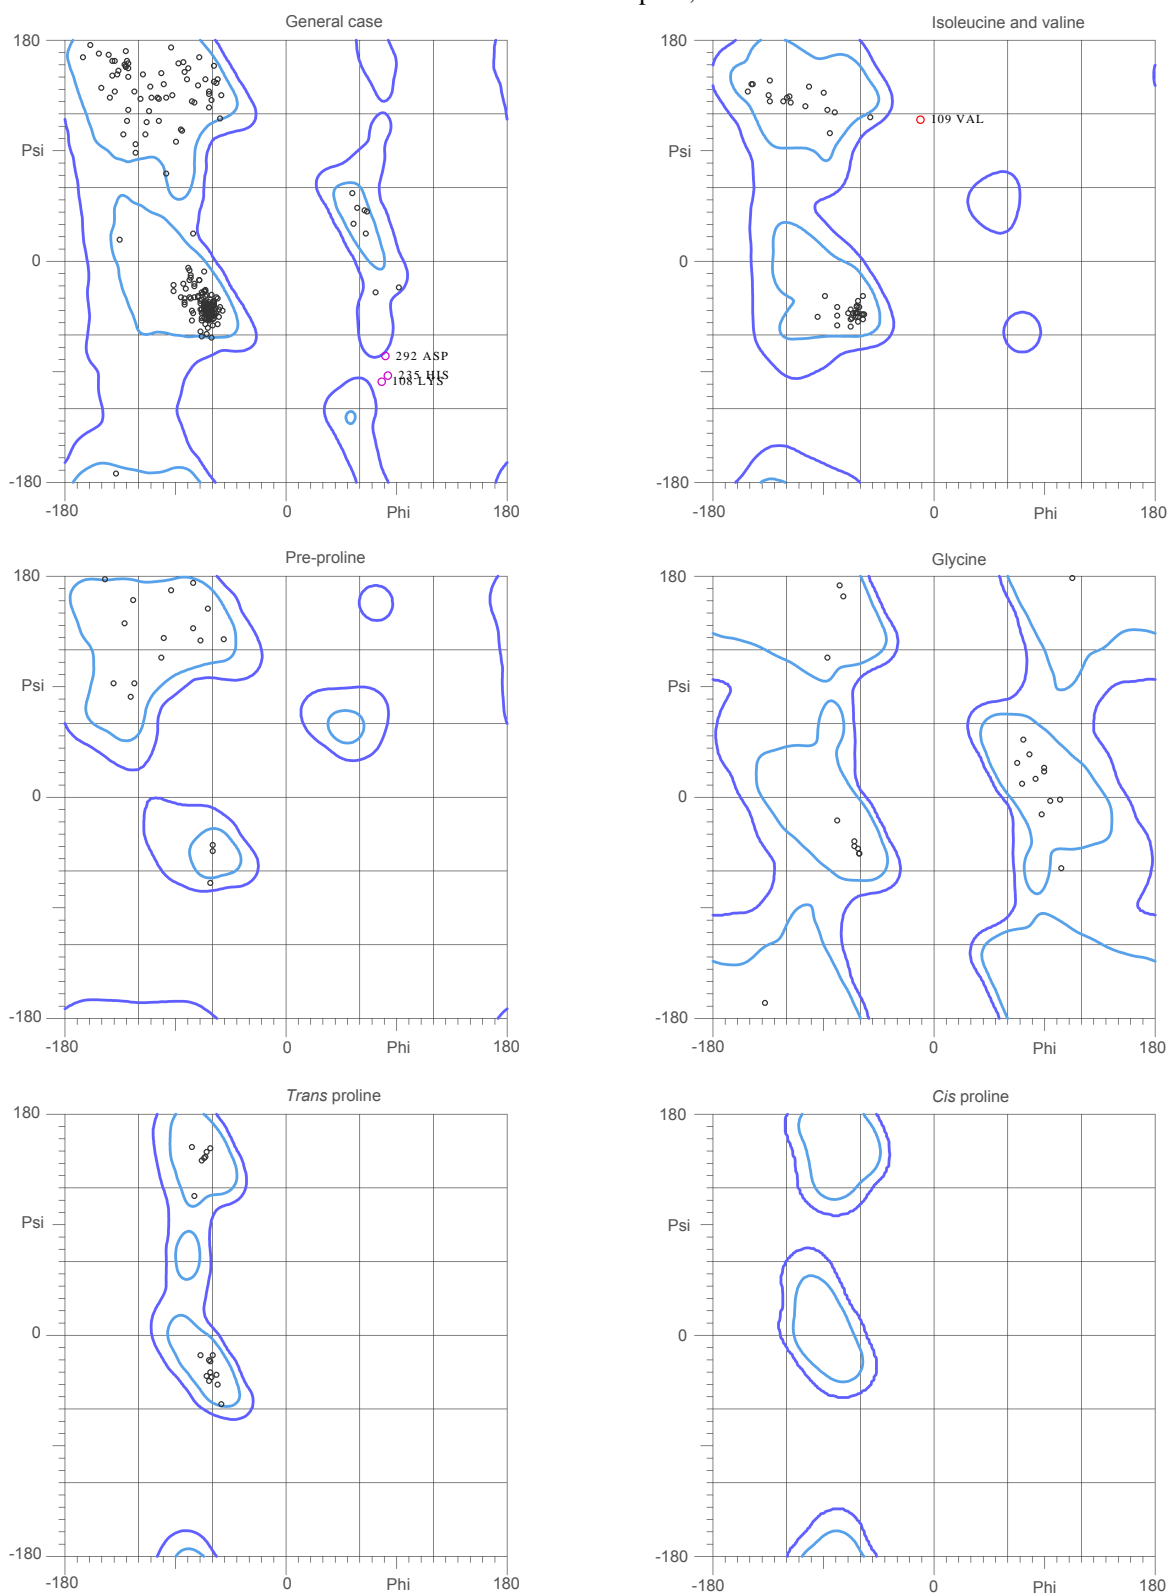 General case
180
Psi
0
-180
-180
0
Phi
180
292 ASP
235 HIS
108 LYS
Isoleucine and valine
180
Psi
0
-180
-180
0
Phi
180
109 VAL
Pre-proline
180
Psi
0
-180
-180
0
Phi
180
Glycine
180
Psi
0
-180
-180
0
Phi
180
Trans proline
180
Psi
0
-180
-180
0
Phi
180
Cis proline
180
Psi
0
-180
-180
0
Phi
180